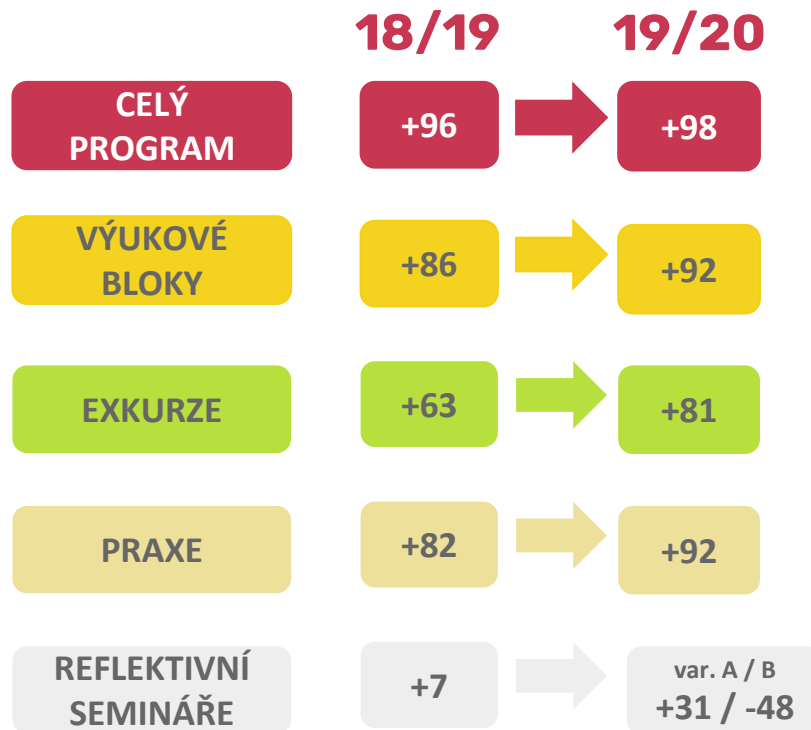 18/19 19/20
CELÝ
PROGRAM
+96
+98
VÝUKOVÉ
BLOKY
+86
+92
EXKURZE
+63
+81
PRAXE
+82
+92
REFLEKTIVNÍ
SEMINÁŘE
+7
var. A / B
+31 / -48